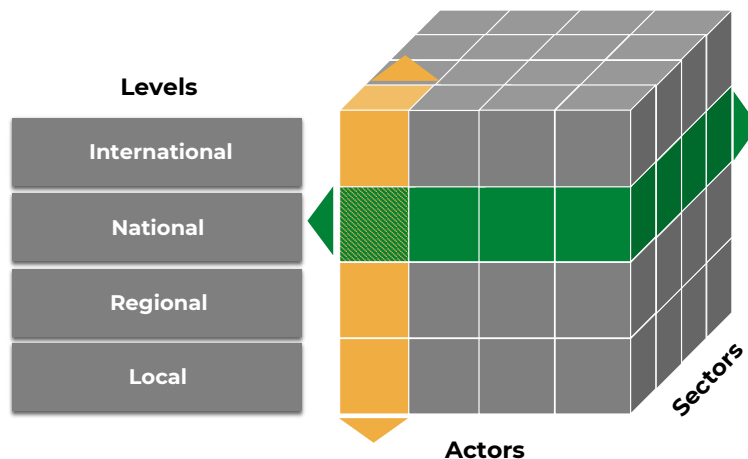 Levels
International
National
Regional
Local
Sectors
Actors